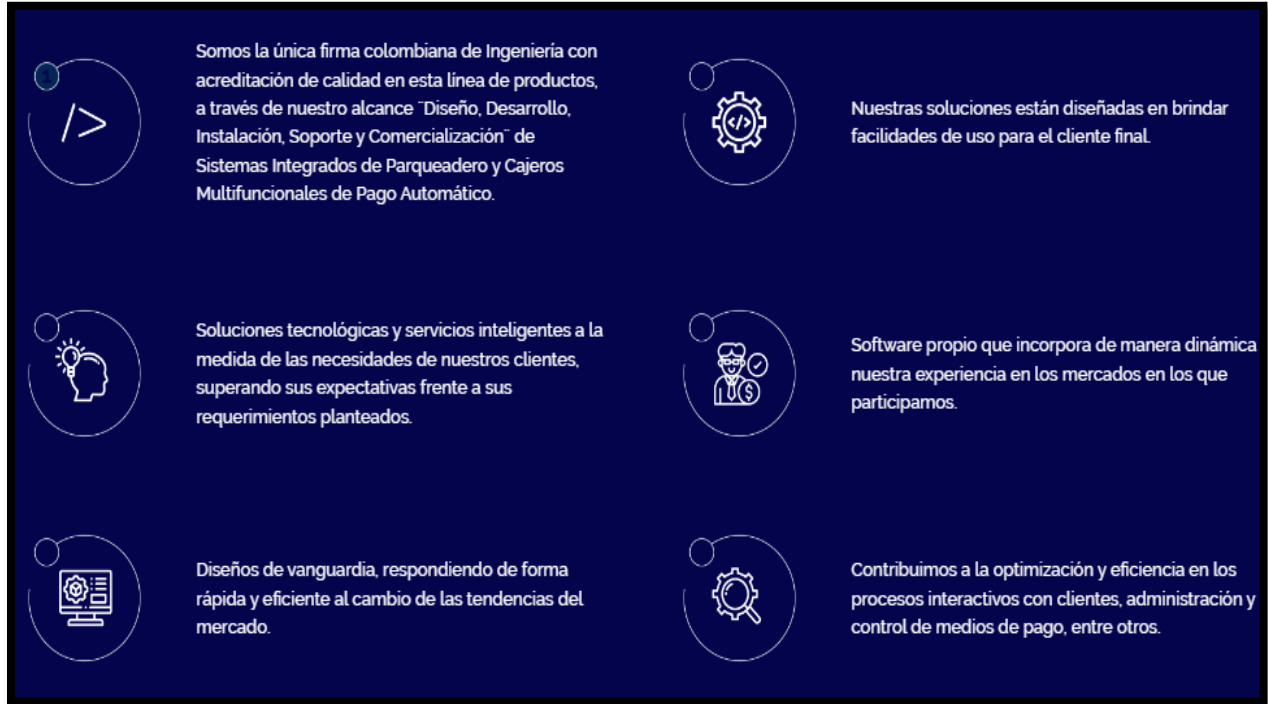 1
/>
Somos la única firma colombiana de Ingeniería con
acreditación de calidad en esta línea de productos,
a través de nuestro alcance ¨Diseño, Desarrollo,
Instalación, Soporte y Comercialización¨ de
Sistemas Integrados de Parqueadero y Cajeros
Multifuncionales de Pago Automático.
</>
Nuestras soluciones están diseñadas en brindar
facilidades de uso para el cliente final.
Soluciones tecnológicas y servicios inteligentes a la
medida de las necesidades de nuestros clientes,
superando sus expectativas frente a sus
requerimientos planteados.
$
Software propio que incorpora de manera dinámica
nuestra experiencia en los mercados en los que
participamos.
Diseños de vanguardia, respondiendo de forma
rápida y eficiente al cambio de las tendencias del
mercado.
Contribuimos a la optimización y eficiencia en los
procesos interactivos con clientes, administración y
control de medios de pago, entre otros.